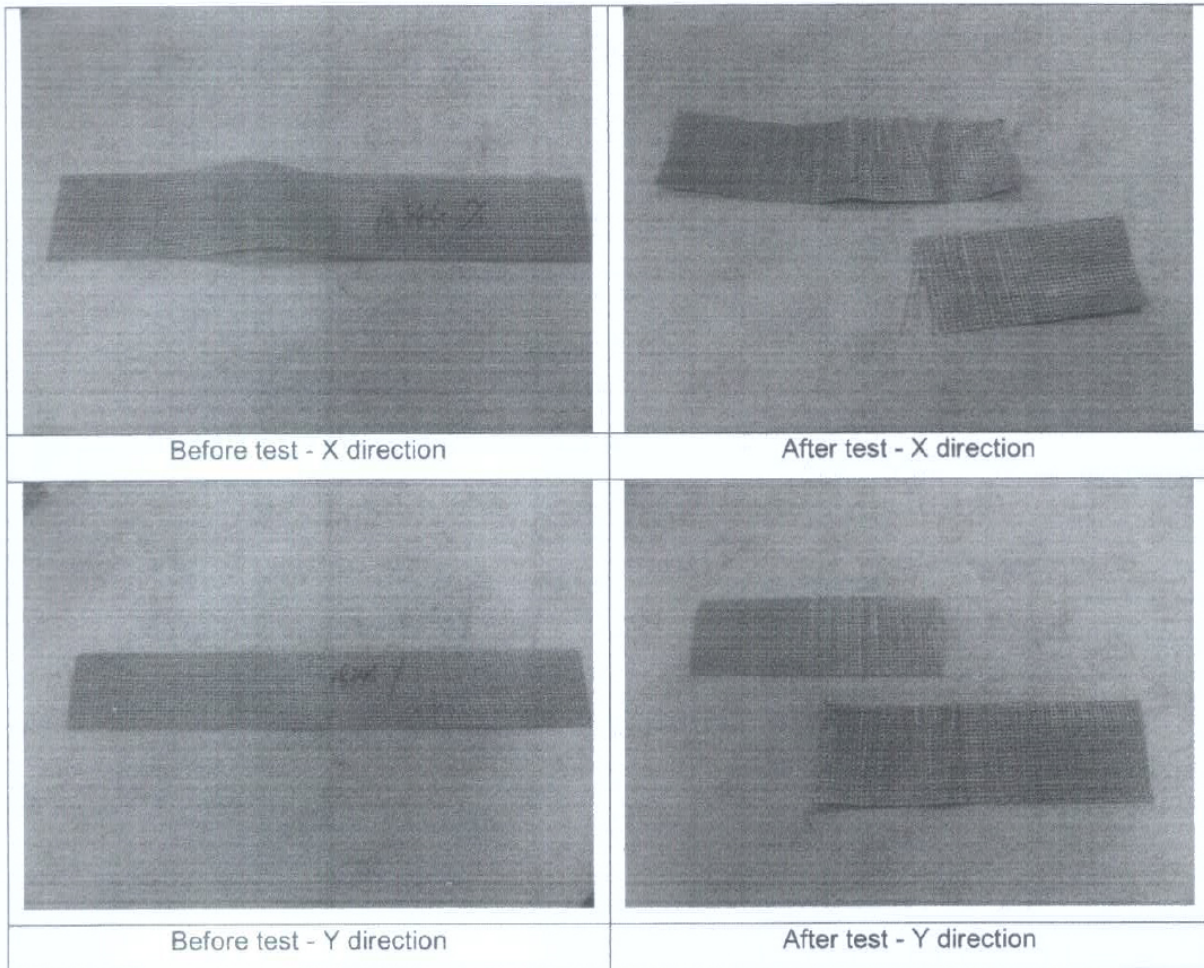 Before test - X direction
After test - X direction
Before test - Y direction
After test - Y direction